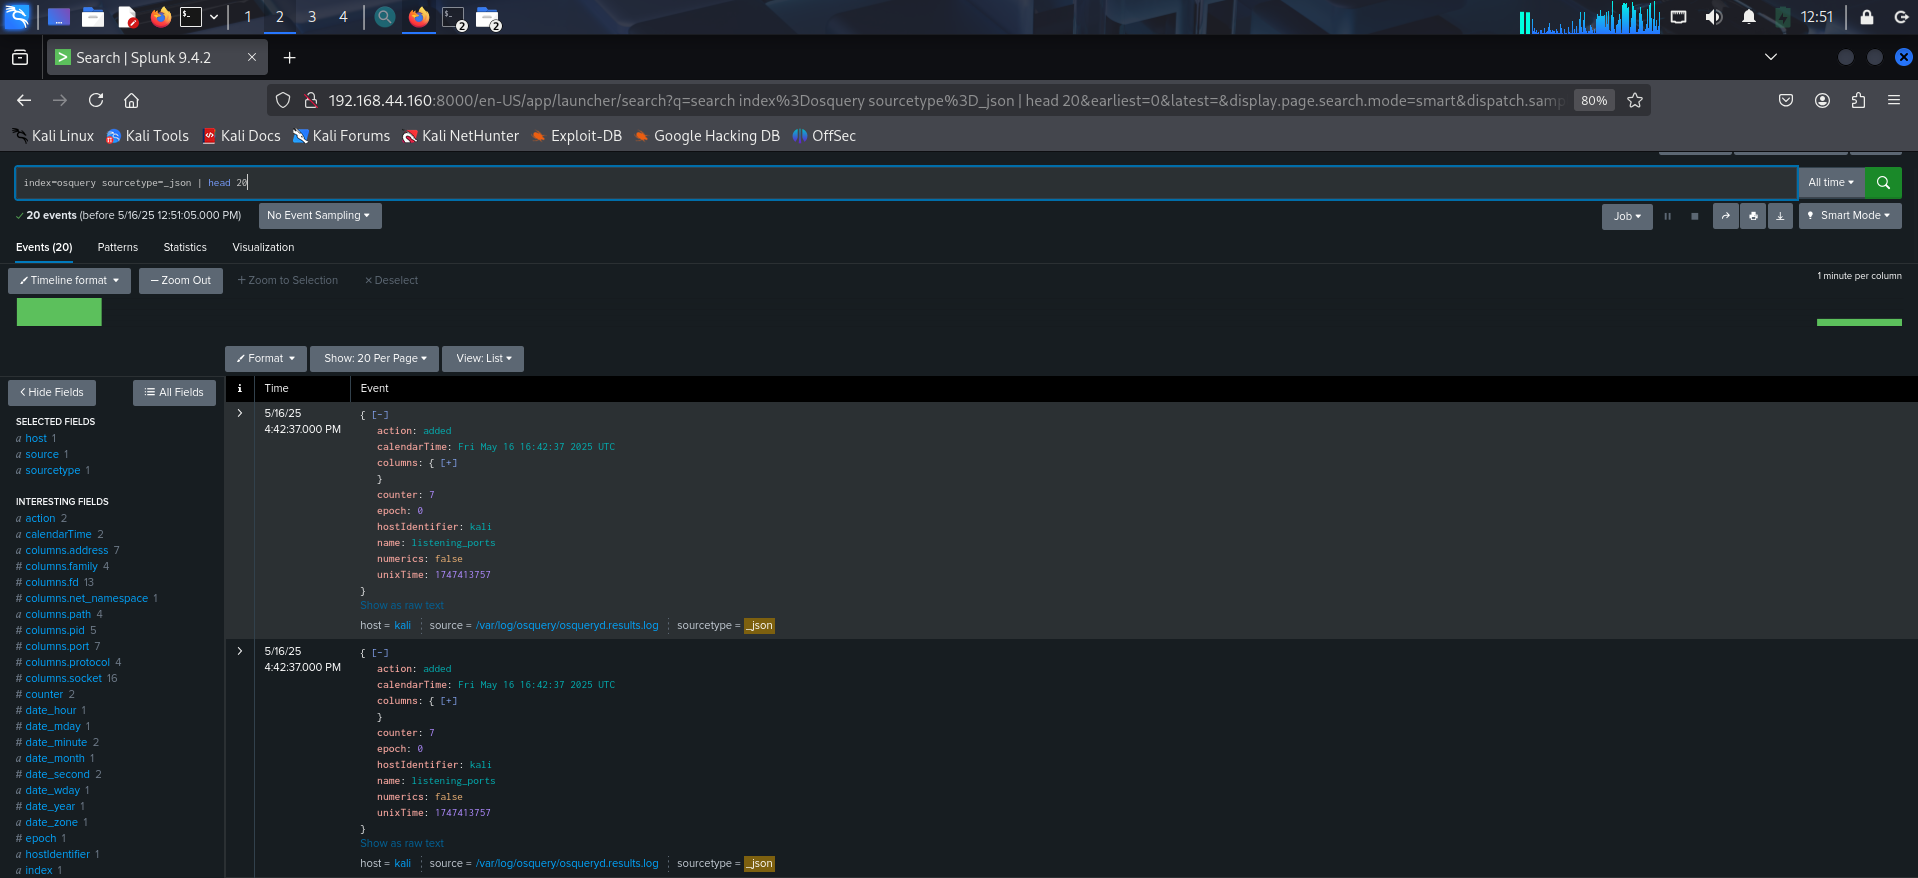 1 2 3 4 2 2 12:51
Search | Splunk 9.4.2
192.168.44.160:8000/en-US/app/launcher/search?q=search index%3Dosquery sourcetype%3D_json | head 20&earliest=0&latest=&display.page.search.mode=smart&dispatch.samp 80%
Kali Linux Kali Tools Kali Docs Kali Forums Kali NetHunter Exploit-DB Google Hacking DB OffSec
index=osquery sourcetype=_json | head 20 All time
20 events (before 5/16/25 12:51:05.000 PM) No Event Sampling Job Smart Mode
Events (20) Patterns Statistics Visualization
Timeline format — Zoom Out + Zoom to Selection × Deselect 1 minute per column
Format Show: 20 Per Page View: List
< Hide Fields All Fields i Time Event
SELECTED FIELDS
a host 1
a source 1
a sourcetype 1
INTERESTING FIELDS
a action 2
a calendarTime 2
a columns.address 7
# columns.family 4
# columns.fd 13
# columns.net_namespace 1
a columns.path 4
# columns.pid 5
# columns.port 7
# columns.protocol 4
# columns.socket 16
# counter 2
# date_hour 1
# date_mday 1
# date_minute 2
a date_month 1
# date_second 2
a date_wday 1
# date_year 1
a date_zone 1
# epoch 1
a hostIdentifier 1
a index 1
> 5/16/25 { [-]
4:42:37.000 PM action: added
calendarTime: Fri May 16 16:42:37 2025 UTC
columns: { [+]
}
counter: 7
epoch: 0
hostIdentifier: kali
name: listening_ports
numerics: false
unixTime: 1747413757
}
Show as raw text
host = kali source = /var/log/osquery/osqueryd.results.log sourcetype = _json
> 5/16/25 { [-]
4:42:37.000 PM action: added
calendarTime: Fri May 16 16:42:37 2025 UTC
columns: { [+]
}
counter: 7
epoch: 0
hostIdentifier: kali
name: listening_ports
numerics: false
unixTime: 1747413757
}
Show as raw text
host = kali source = /var/log/osquery/osqueryd.results.log sourcetype = _json